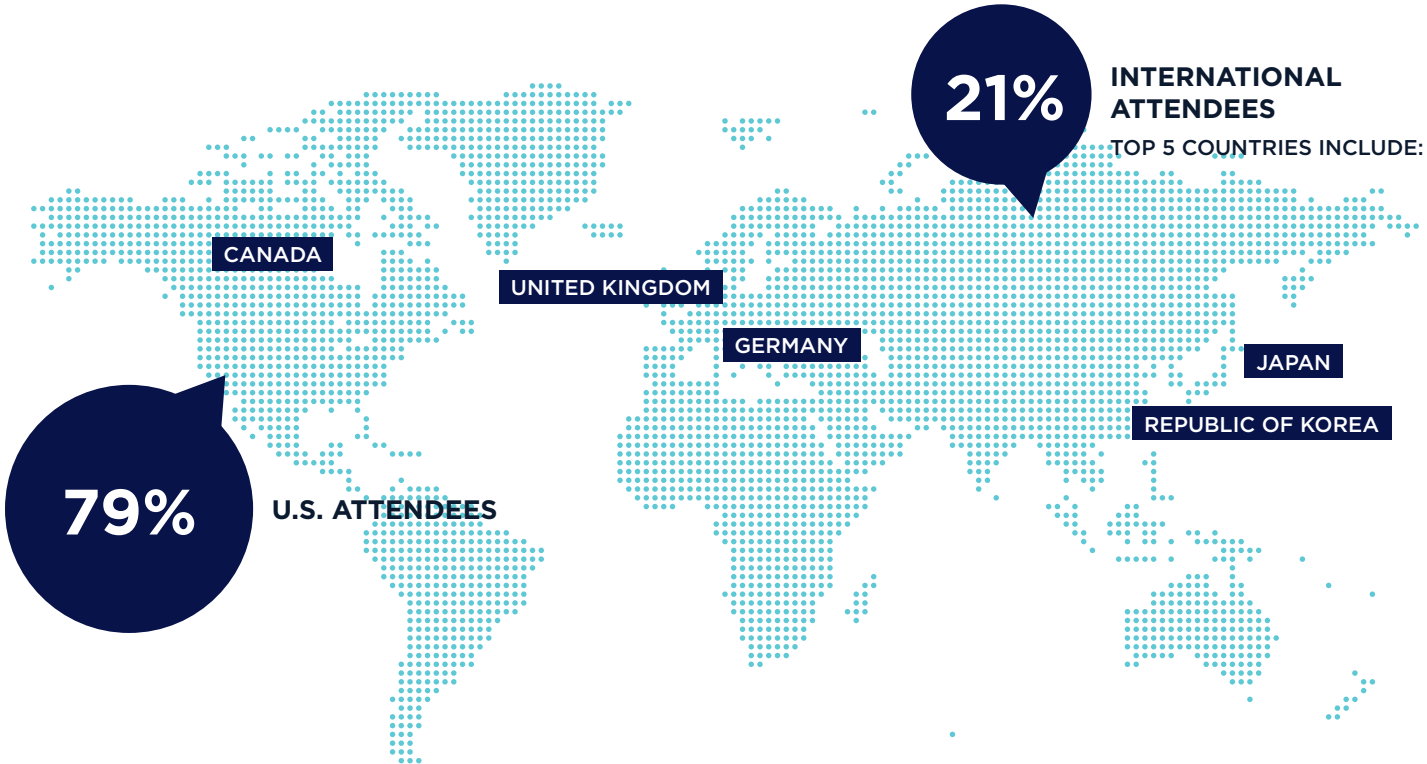 21%
INTERNATIONAL
ATTENDEES
TOP 5 COUNTRIES INCLUDE:
CANADA
UNITED KINGDOM
GERMANY
JAPAN
REPUBLIC OF KOREA
79%
U.S. ATTENDEES